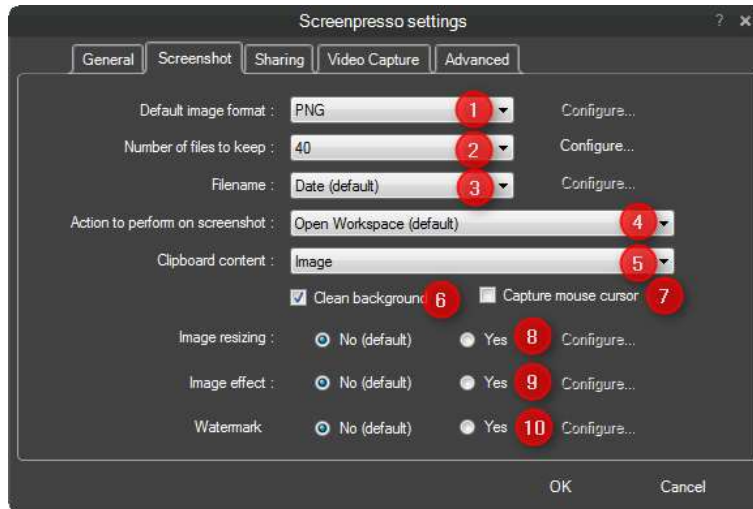 Screenpresso settings ? ×
General Screenshot Sharing Video Capture Advanced
Default image format : PNG 1 Configure...
Number of files to keep : 40 2 Configure...
Filename : Date (default) 3 Configure...
Action to perform on screenshot : Open Workspace (default) 4
Clipboard content : Image 5
Clean background 6 Capture mouse cursor 7
Image resizing : No (default) Yes 8 Configure...
Image effect : No (default) Yes 9 Configure...
Watermark No (default) Yes 10 Configure...
OK Cancel